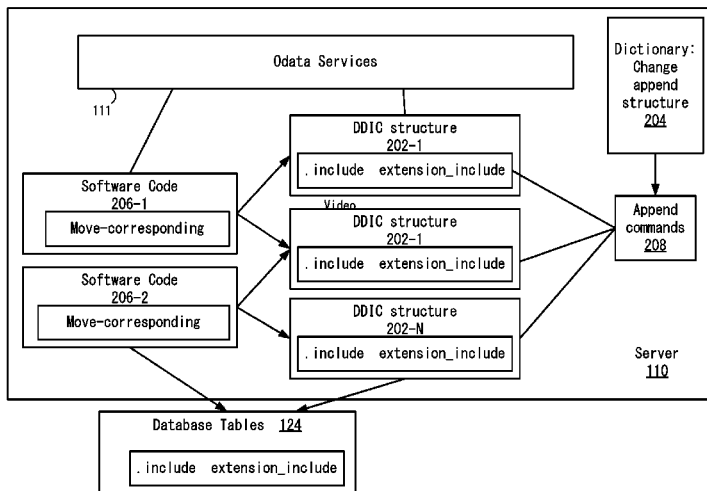 Odata Services
111
Dictionary:
Change
append
structure
204
DDIC structure
202-1
.include extension_include
Software Code
206-1
Move-corresponding
Video
DDIC structure
202-1
.include extension_include
Append
commands
208
Software Code
206-2
Move-corresponding
DDIC structure
202-N
.include extension_include
Server
110
Database Tables 124
.include extension_include